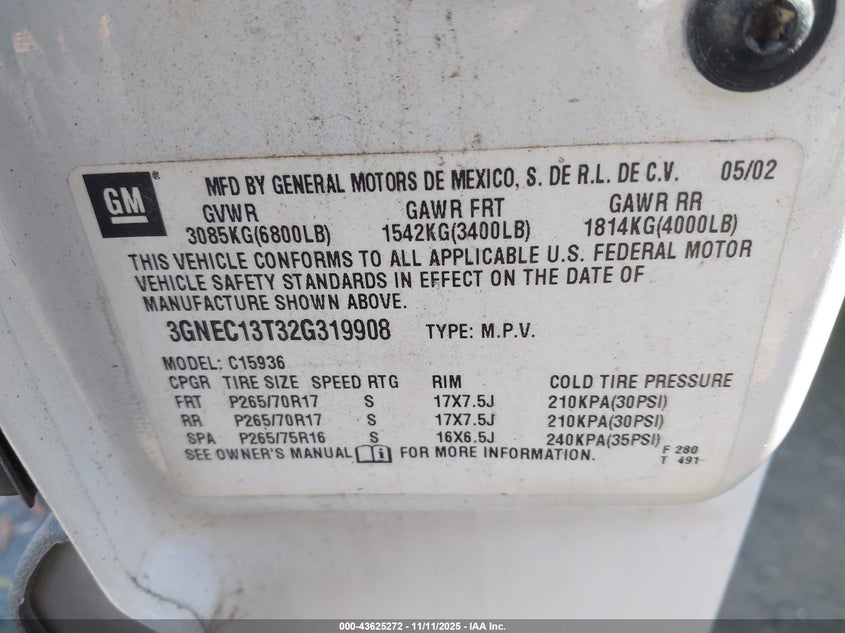 GM ®
MFD BY GENERAL MOTORS DE MEXICO, S. DE R.L. DE C.V. 05/02
GVWR GAWR FRT GAWR RR
3085KG(6800LB) 1542KG(3400LB) 1814KG(4000LB)
THIS VEHICLE CONFORMS TO ALL APPLICABLE U.S. FEDERAL MOTOR
VEHICLE SAFETY STANDARDS IN EFFECT ON THE DATE OF
MANUFACTURE SHOWN ABOVE.
3GNEC13T32G319908 TYPE: M.P.V.
MODEL: C15936
CPGR TIRE SIZE SPEED RTG RIM COLD TIRE PRESSURE
FRT P265/70R17 S 17X7.5J 210KPA(30PSI)
RR P265/70R17 S 17X7.5J 210KPA(30PSI)
SPA P265/75R16 S 16X6.5J 240KPA(35PSI)
SEE OWNER'S MANUAL FOR MORE INFORMATION. F 280
T 491-
000-43625272 - 11/11/2025 - IAA Inc.